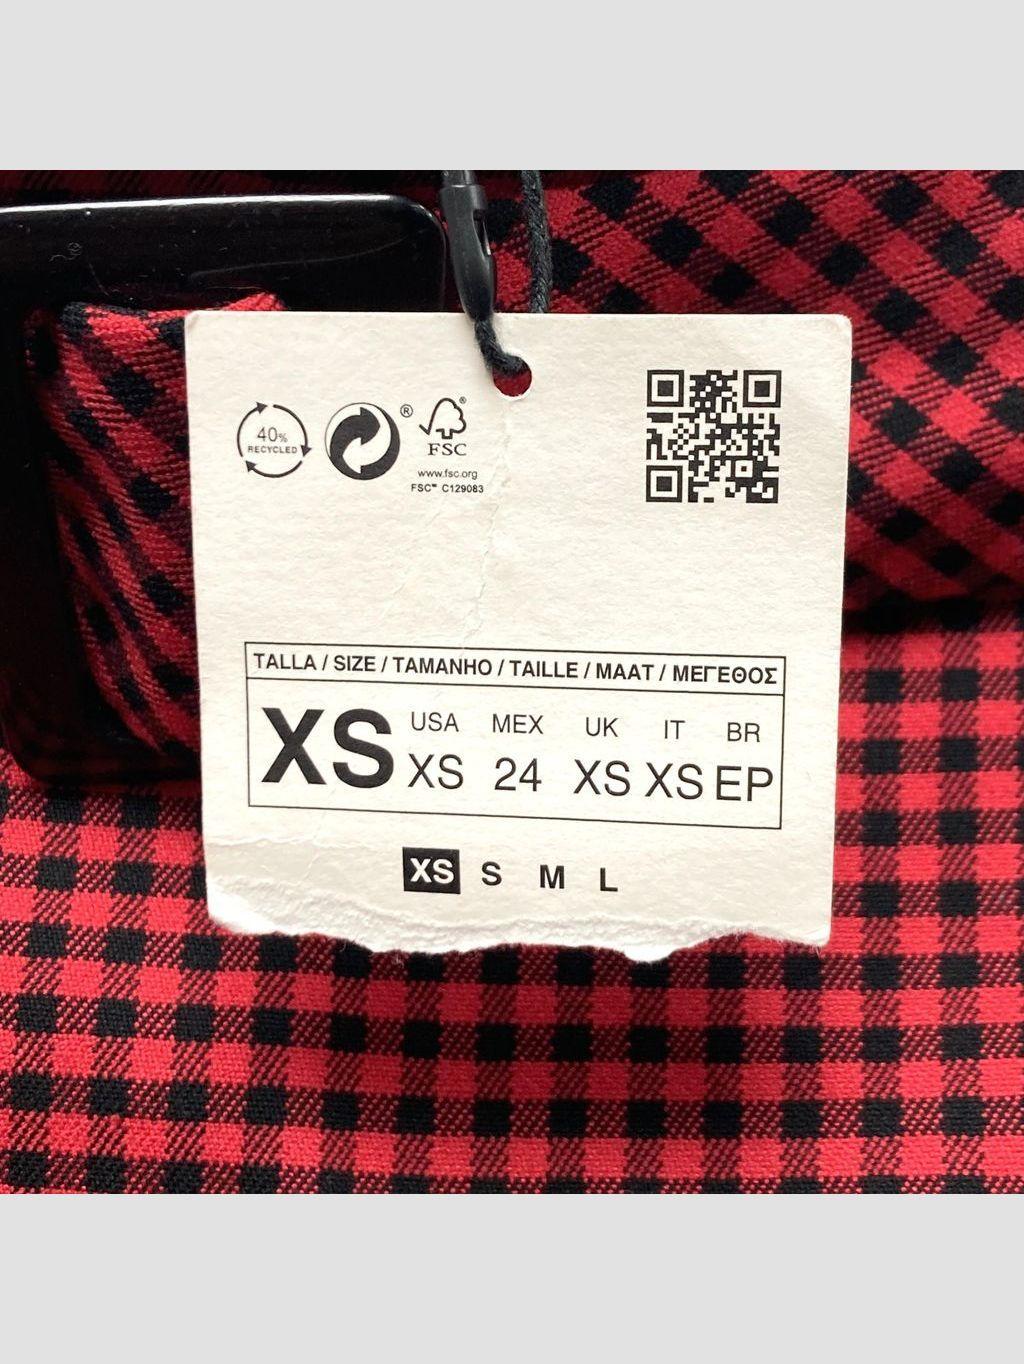 40%
RECYCLED
®
®
FSC
www.fsc.org
FSC™ C129083
TALLA / SIZE / TAMANHO / TAILLE / MAAT / ΜΕΓΕΘΟΣ
XS
USA MEX UK IT BR
XS 24 XS XS EP
XS S M L